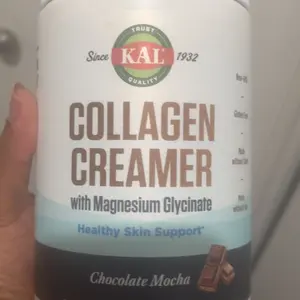 TRUST
Since KAL® 1932
QUALITY
COLLAGEN
CREAMER
with Magnesium Glycinate
Healthy Skin Support*
Chocolate Mocha